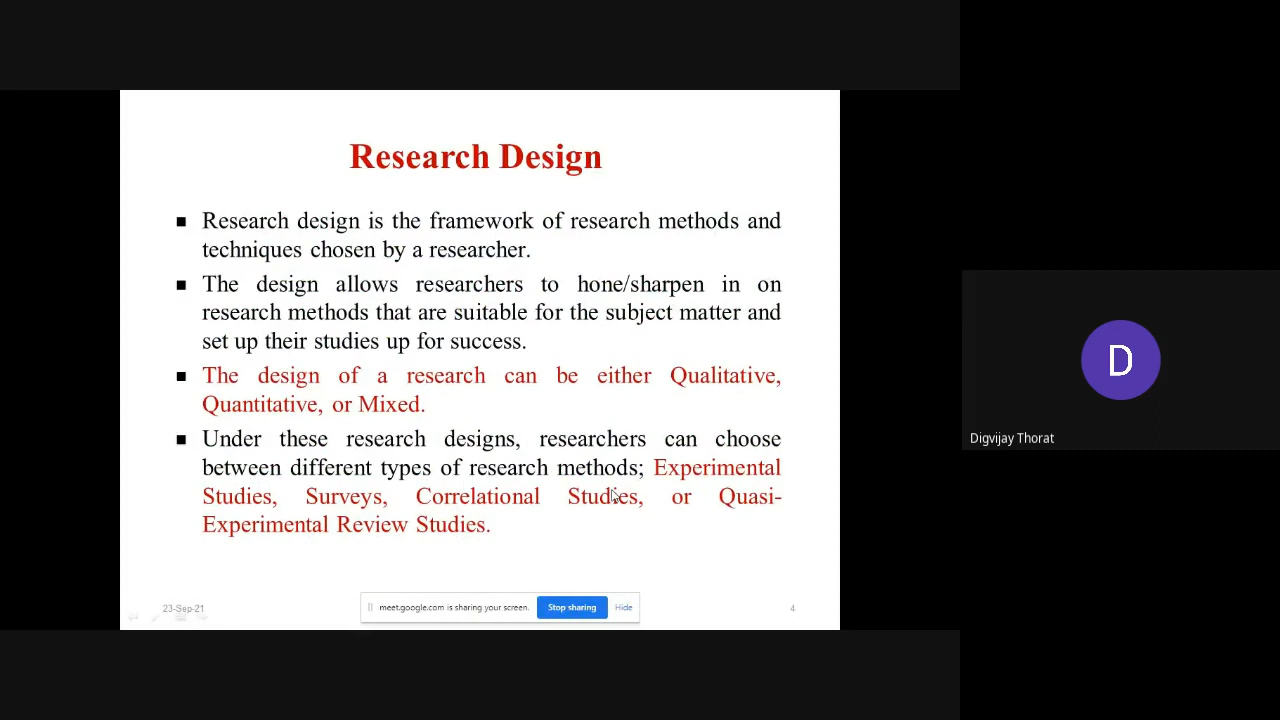 Research Design
■ Research design is the framework of research methods and
techniques chosen by a researcher.
■ The design allows researchers to hone/sharpen in on
research methods that are suitable for the subject matter and
set up their studies up for success.
■ The design of a research can be either Qualitative,
Quantitative, or Mixed.
■ Under these research designs, researchers can choose
between different types of research methods; Experimental
Studies, Surveys, Correlational Studies, or Quasi-
Experimental Review Studies.
23-Sep-21
meet.google.com is sharing your screen. Stop sharing Hide
4
D
Digvijay Thorat